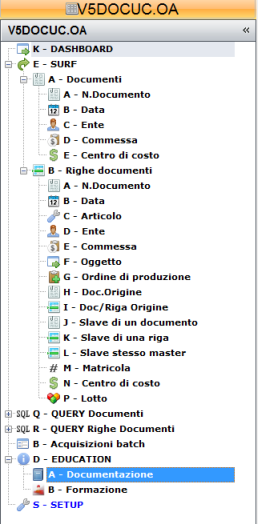 V5DOCUC.OA
V5DOCUC.OA «
K - DASHBOARD
E - SURF
A - Documenti
A - N.Documento
B - Data
C - Ente
D - Commessa
E - Centro di costo
B - Righe documenti
A - N.Documento
B - Data
C - Articolo
D - Ente
E - Commessa
F - Oggetto
G - Ordine di produzione
H - Doc.Origine
I - Doc/Riga Origine
J - Slave di un documento
K - Slave di una riga
L - Slave stesso master
# M - Matricola
N - Centro di costo
P - Lotto
SQL Q - QUERY Documenti
SQL R - QUERY Righe Documenti
B - Acquisizioni batch
D - EDUCATION
A - Documentazione
B - Formazione
S - SETUP